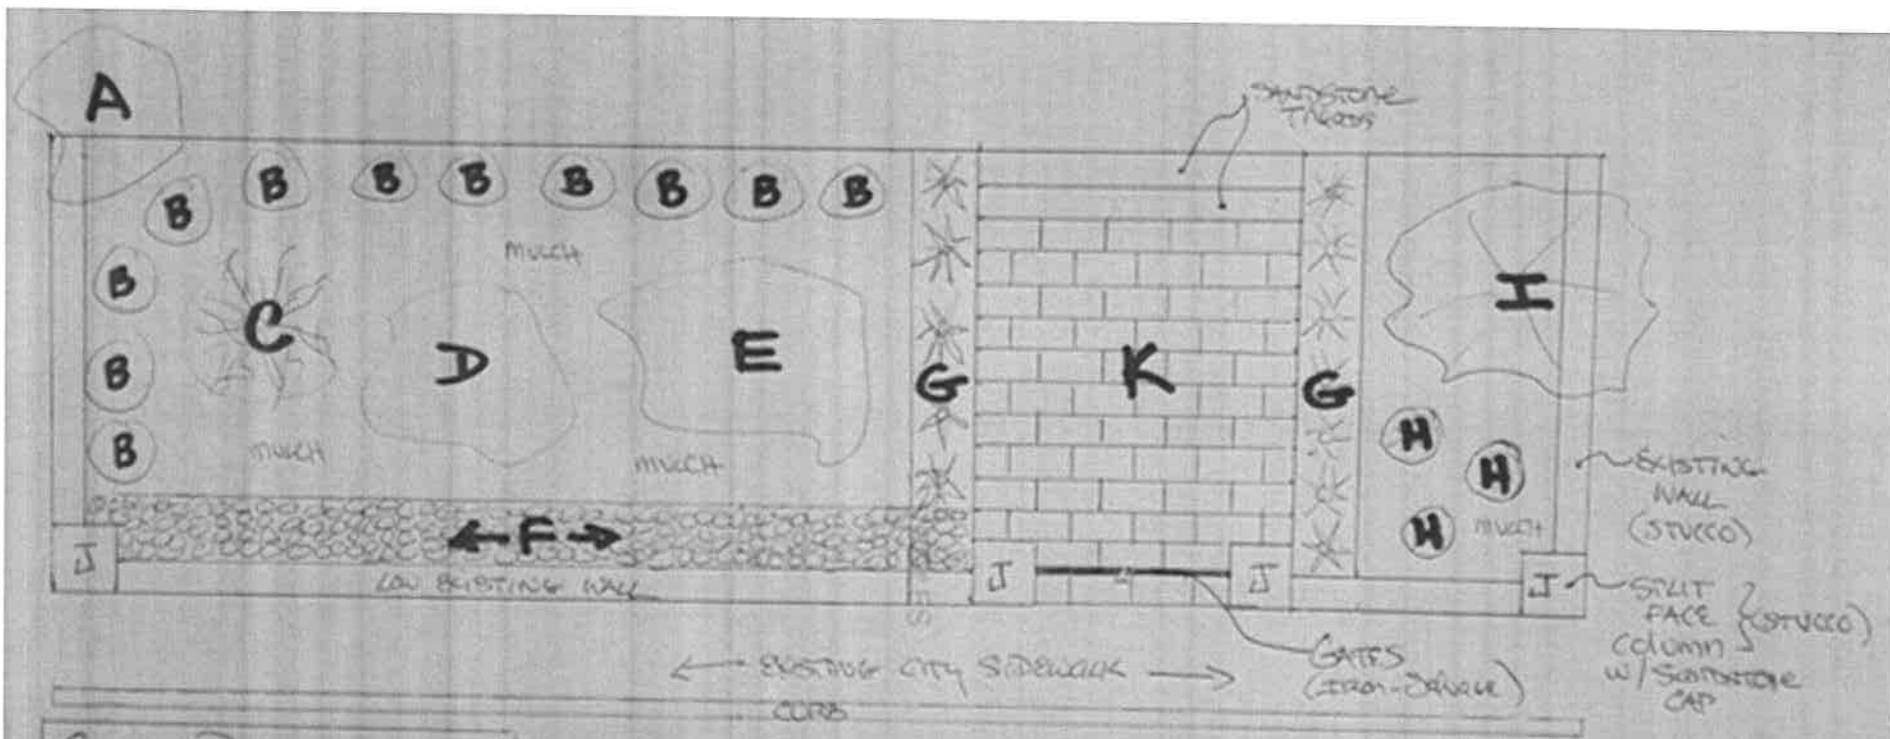 A
SANDSTONE
TREADS
B B B B B B B B
B
MULCH
B
C
I
D
E
K
B
G
G
H
MULCH
MULCH
B
H
EXISTING
WALL
(STUCCO)
H
MULCH
← F →
J
LOW EXISTING WALL
J
J
J
SPLIT
FACE
COLUMN
(STUCCO)
W/ SANDSTONE
CAP
← EXISTING CITY SIDEWALK →
GATES
(IRON-SQUARE)
CURB